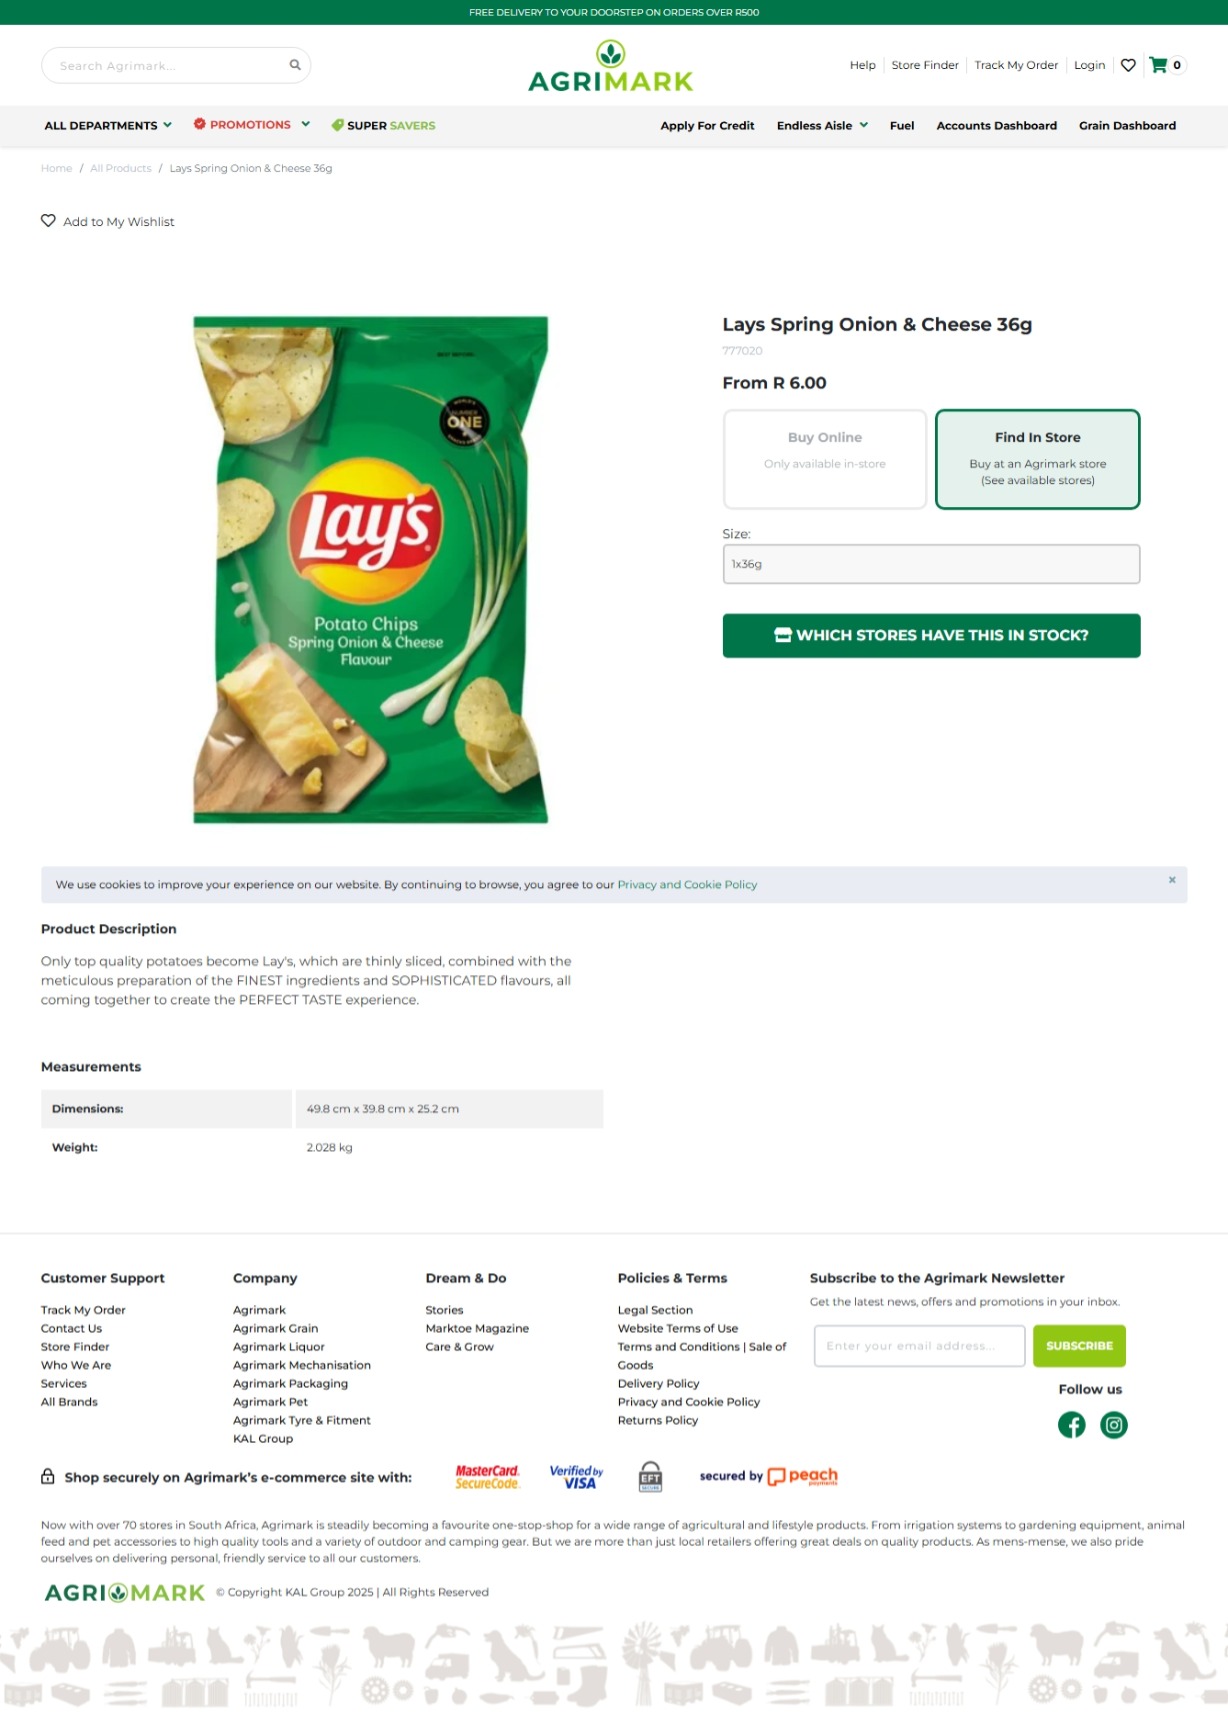 FREE DELIVERY TO YOUR DOORSTEP ON ORDERS OVER R500
Search Agrimark...
AGRIMARK
Help
Store Finder
Track My Order
Login
0
ALL DEPARTMENTS
PROMOTIONS
SUPER SAVERS
Apply For Credit
Endless Aisle
Fuel
Accounts Dashboard
Grain Dashboard
Home / All Products / Lays Spring Onion & Cheese 36g
Add to My Wishlist
BEST BEFORE
WORLD'S
NUMBER
ONE
Lay's
Potato Chips
Spring Onion & Cheese
Flavour
Lays Spring Onion & Cheese 36g
777020
From R 6.00
Buy Online
Only available in-store
Find In Store
Buy at an Agrimark store
(See available stores)
Size:
1x36g
WHICH STORES HAVE THIS IN STOCK?
We use cookies to improve your experience on our website. By continuing to browse, you agree to our Privacy and Cookie Policy
×
Product Description
Only top quality potatoes become Lay's, which are thinly sliced, combined with the
meticulous preparation of the FINEST ingredients and SOPHISTICATED flavours, all
coming together to create the PERFECT TASTE experience.
Measurements
Dimensions: 49.8 cm x 39.8 cm x 25.2 cm
Weight: 2.028 kg
Customer Support
Track My Order
Contact Us
Store Finder
Who We Are
Services
All Brands
Company
Agrimark
Agrimark Grain
Agrimark Liquor
Agrimark Mechanisation
Agrimark Packaging
Agrimark Pet
Agrimark Tyre & Fitment
KAL Group
Dream & Do
Stories
Marktoe Magazine
Care & Grow
Policies & Terms
Legal Section
Website Terms of Use
Terms and Conditions | Sale of
Goods
Delivery Policy
Privacy and Cookie Policy
Returns Policy
Subscribe to the Agrimark Newsletter
Get the latest news, offers and promotions in your inbox.
Enter your email address...
SUBSCRIBE
Follow us
Shop securely on Agrimark's e-commerce site with:
MasterCard.
SecureCode.
Verified by
VISA
EFT
SECURE
secured by peach
payments
Now with over 70 stores in South Africa, Agrimark is steadily becoming a favourite one-stop-shop for a wide range of agricultural and lifestyle products. From irrigation systems to gardening equipment, animal
feed and pet accessories to high quality tools and a variety of outdoor and camping gear. But we are more than just local retailers offering great deals on quality products. As mens-mense, we also pride
ourselves on delivering personal, friendly service to all our customers.
AGRIMARK
© Copyright KAL Group 2025 | All Rights Reserved